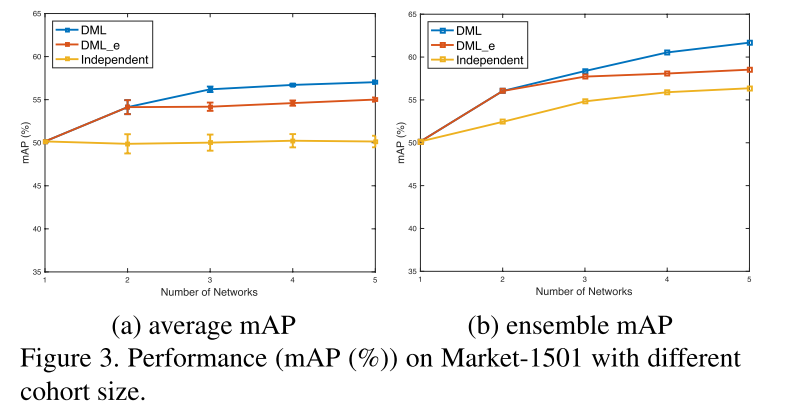 65
60
55
50
45
40
35
mAP (%)
DML
DML_e
Independent
1 2 3 4 5
Number of Networks
65
60
55
50
45
40
35
mAP (%)
DML
DML_e
Independent
1 2 3 4 5
Number of Networks
(a) average mAP
(b) ensemble mAP
Figure 3. Performance (mAP (%)) on Market-1501 with different
cohort size.